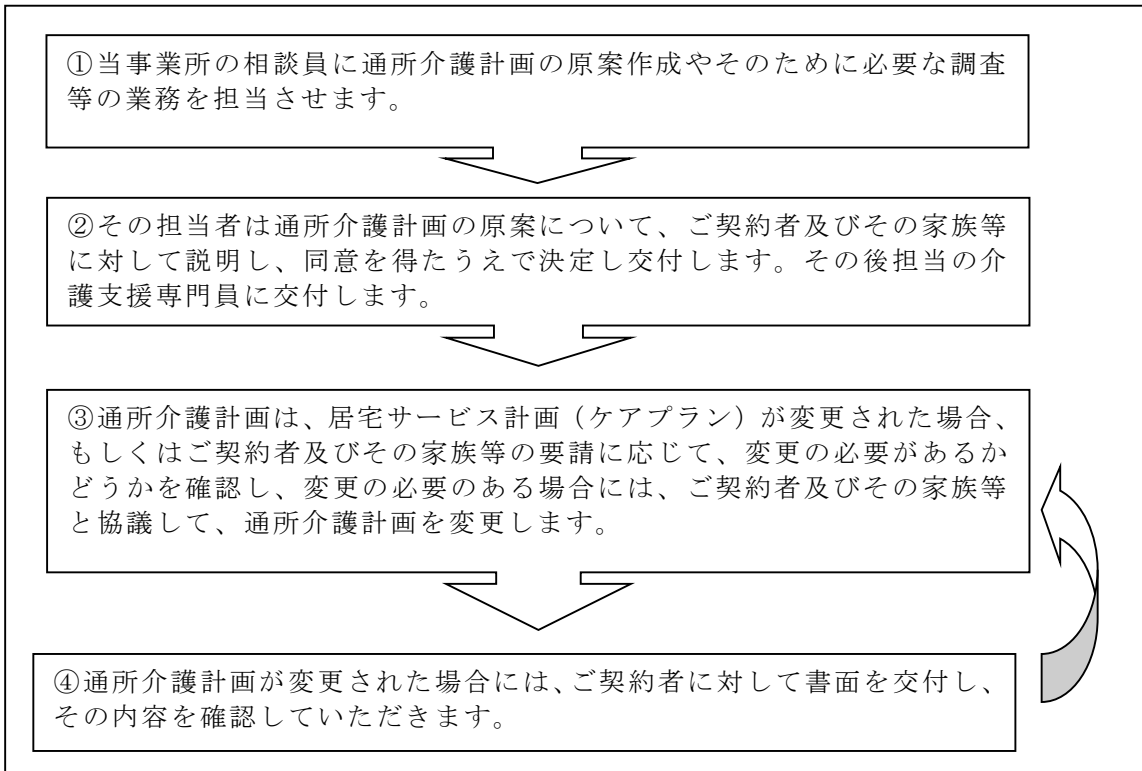 ①当事業所の相談員に通所介護計画の原案作成やそのために必要な調査
等の業務を担当させます。
②その担当者は通所介護計画の原案について、ご契約者及びその家族等
に対して説明し、同意を得たうえで決定し交付します。その後担当の介
護支援専門員に交付します。
③通所介護計画は、居宅サービス計画（ケアプラン）が変更された場合、
もしくはご契約者及びその家族等の要請に応じて、変更の必要があるか
どうかを確認し、変更の必要のある場合には、ご契約者及びその家族等
と協議して、通所介護計画を変更します。
④通所介護計画が変更された場合には、ご契約者に対して書面を交付し、
その内容を確認していただきます。